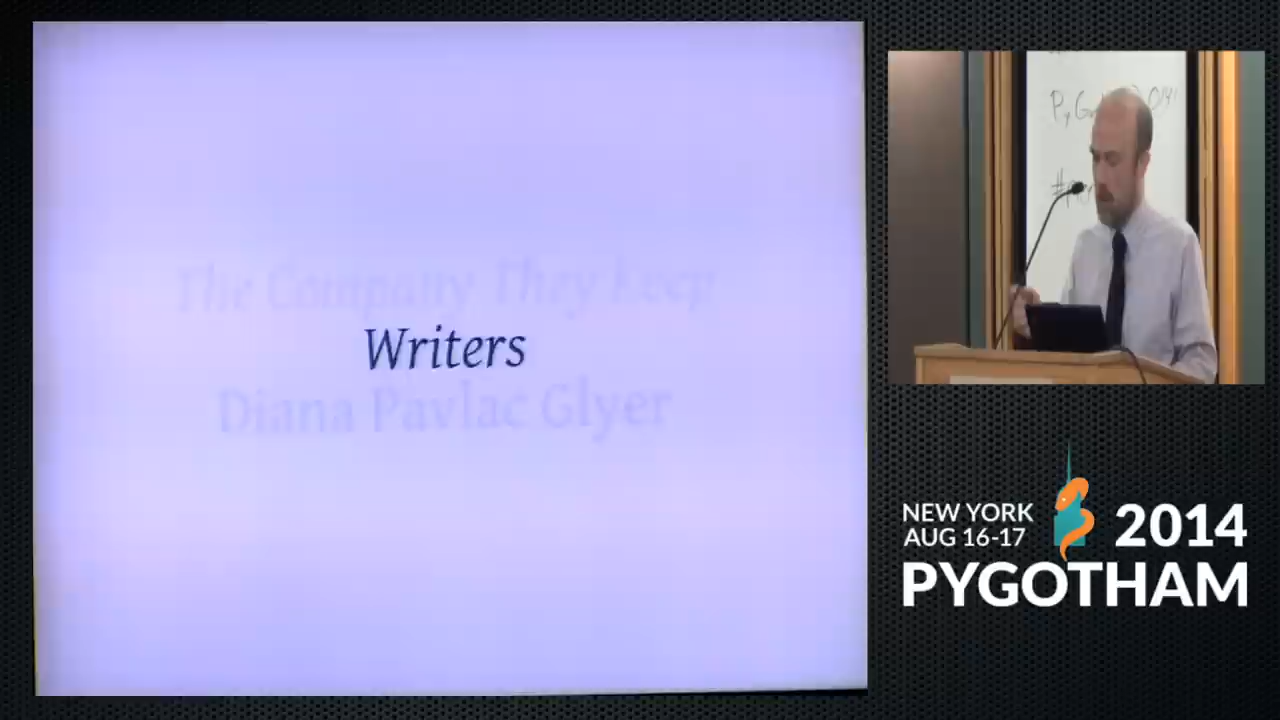 The Company They Keep
Writers
Diana Pavlac Glyer
NEW YORK
AUG 16-17
2014
PYGOTHAM